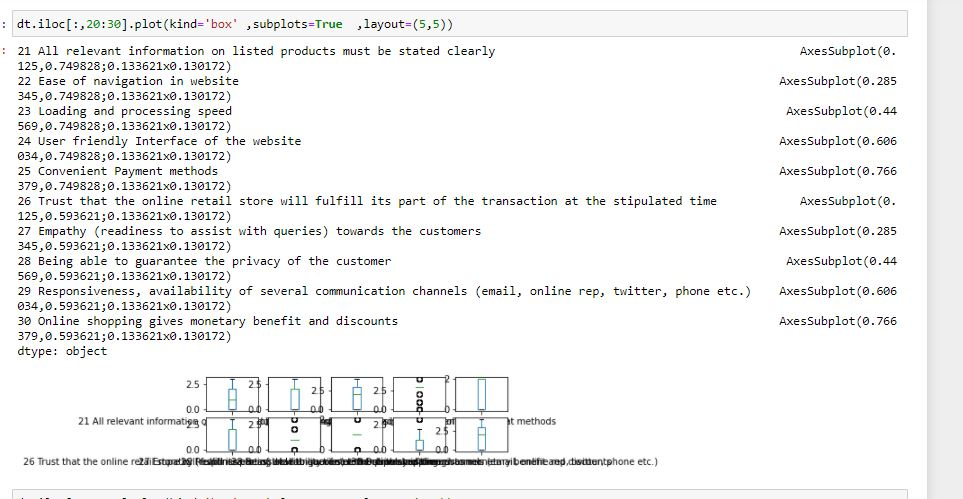 : dt.iloc[:,20:30].plot(kind='box' ,subplots=True ,layout=(5,5))
: 21 All relevant information on listed products must be stated clearly AxesSubplot(0.
125,0.749828;0.133621x0.130172)
22 Ease of navigation in website AxesSubplot(0.285
345,0.749828;0.133621x0.130172)
23 Loading and processing speed AxesSubplot(0.44
569,0.749828;0.133621x0.130172)
24 User friendly Interface of the website AxesSubplot(0.606
034,0.749828;0.133621x0.130172)
25 Convenient Payment methods AxesSubplot(0.766
379,0.749828;0.133621x0.130172)
26 Trust that the online retail store will fulfill its part of the transaction at the stipulated time AxesSubplot(0.
125,0.593621;0.133621x0.130172)
27 Empathy (readiness to assist with queries) towards the customers AxesSubplot(0.285
345,0.593621;0.133621x0.130172)
28 Being able to guarantee the privacy of the customer AxesSubplot(0.44
569,0.593621;0.133621x0.130172)
29 Responsiveness, availability of several communication channels (email, online rep, twitter, phone etc.) AxesSubplot(0.606
034,0.593621;0.133621x0.130172)
30 Online shopping gives monetary benefit and discounts AxesSubplot(0.766
379,0.593621;0.133621x0.130172)
dtype: object
2.5 2.5 2.5 2.5 2
0.0 0.0 0.0 0.0 0
21 All relevant information methods
2.5 2.5
0.0 0 0 0.0 0.0
26 Trust that the online phone etc.)